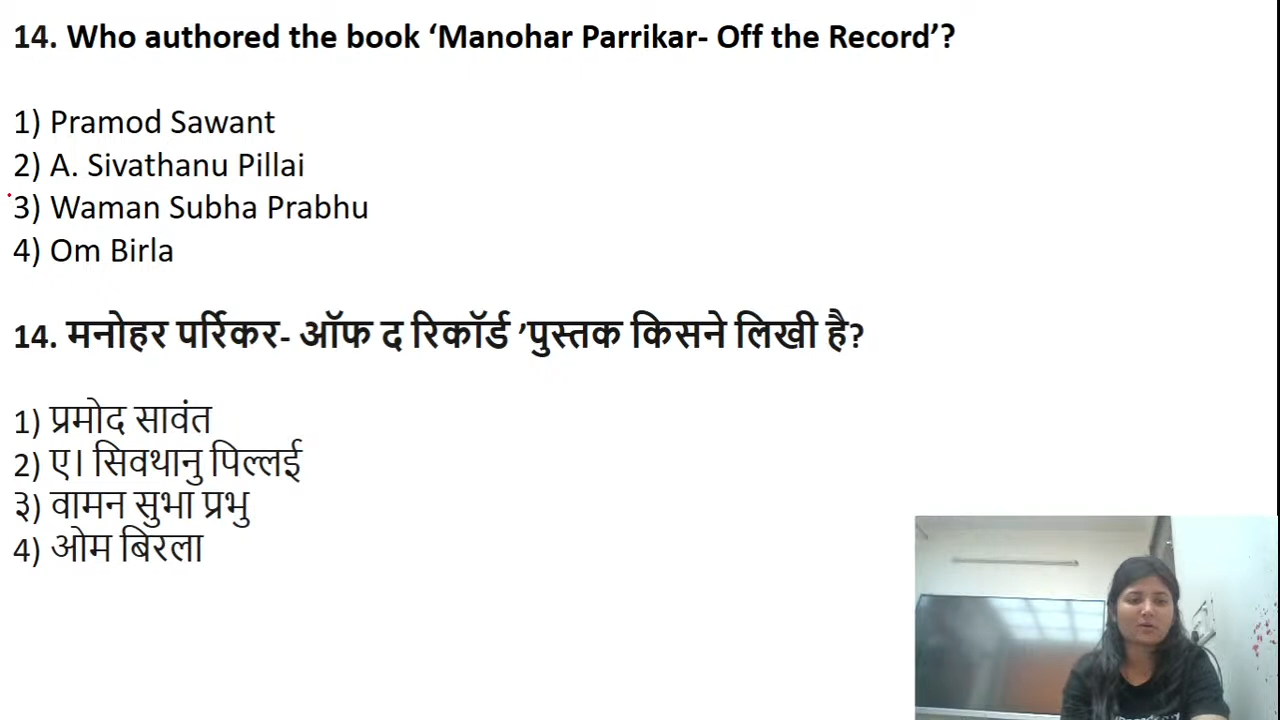 14. Who authored the book ‘Manohar Parrikar- Off the Record’?
1) Pramod Sawant
2) A. Sivathanu Pillai
3) Waman Subha Prabhu
4) Om Birla
14. मनोहर पर्रिकर- ऑफ द रिकॉर्ड ’पुस्तक किसने लिखी है?
1) प्रमोद सावंत
2) ए। सिवथानु पिल्लई
३) वामन सुभा प्रभु
4) ओम बिरला